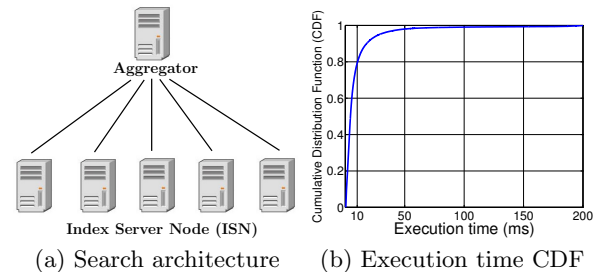 Aggregator
Index Server Node (ISN)
(a) Search architecture
Cumulative Distribution Function (CDF)
1
0.8
0.6
0.4
0.2
0
10
50
100
150
200
Execution time (ms)
(b) Execution time CDF